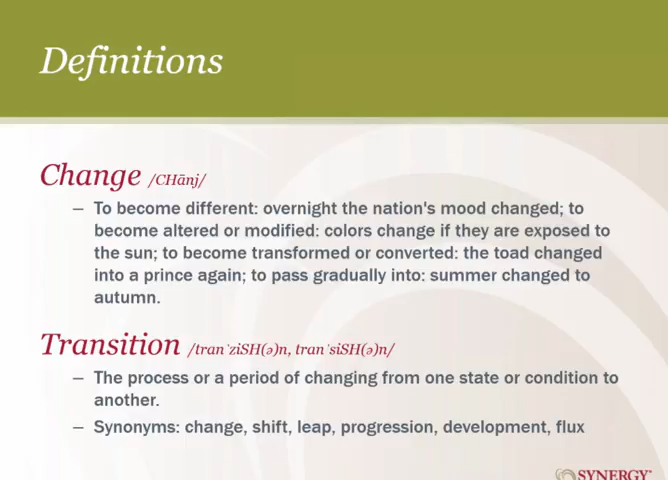 Definitions
Change /CHānj/
– To become different: overnight the nation's mood changed; to
become altered or modified: colors change if they are exposed to
the sun; to become transformed or converted: the toad changed
into a prince again; to pass gradually into: summer changed to
autumn.
Transition /tranˈziSH(ə)n, tranˈsiSH(ə)n/
– The process or a period of changing from one state or condition to
another.
– Synonyms: change, shift, leap, progression, development, flux
SYNERGY